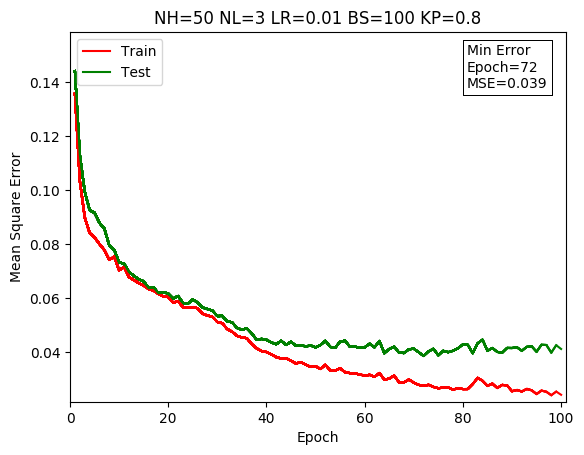 NH=50 NL=3 LR=0.01 BS=100 KP=0.8
Train
Test
Min Error
Epoch=72
MSE=0.039
Mean Square Error
0.14
0.12
0.10
0.08
0.06
0.04
0
20
40
60
80
100
Epoch